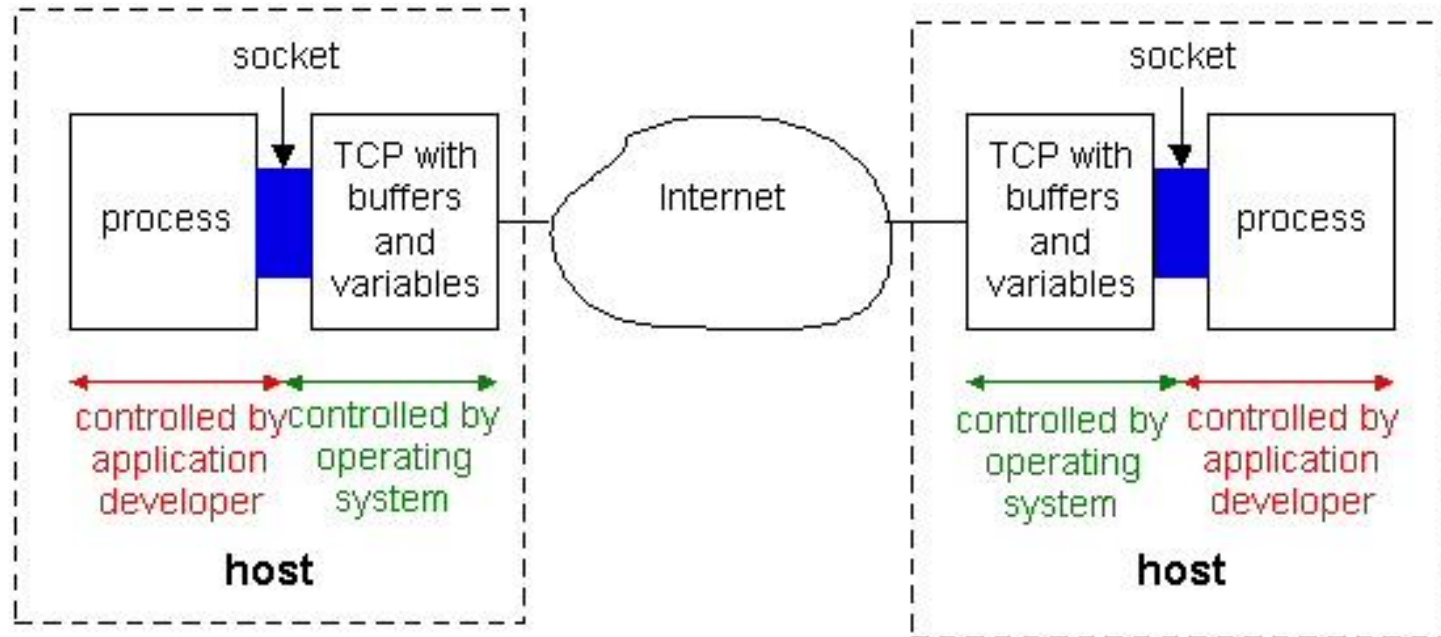 socket
process
TCP with
buffers
and
variables
controlled by
application
developer
controlled by
operating
system
host
Internet
socket
TCP with
buffers
and
variables
process
controlled by
operating
system
controlled by
application
developer
host